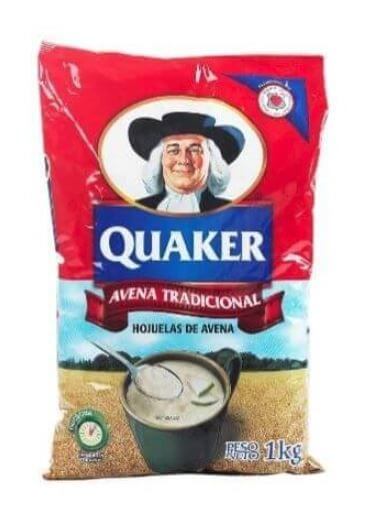 QUAKER
AVENA TRADICIONAL
HOJUELAS DE AVENA
PESO
NETO 1kg